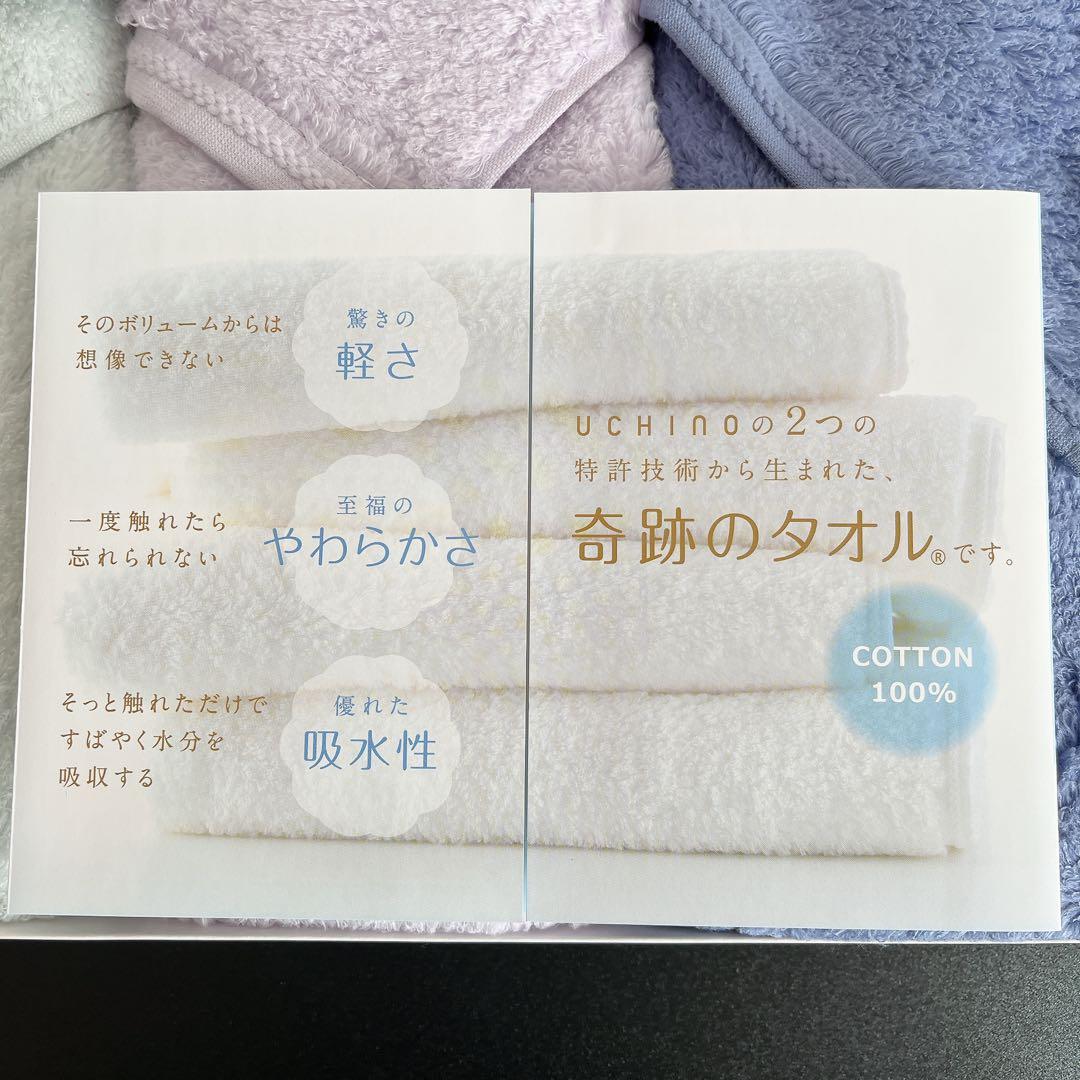 そのボリュームからは
想像できない
驚きの
軽さ
一度触れたら
忘れられない
至福の
やわらかさ
そっと触れただけで
すばやく水分を
吸収する
優れた
吸水性
UCHINOの2つの
特許技術から生まれた、
奇跡のタオル®です。
COTTON
100%